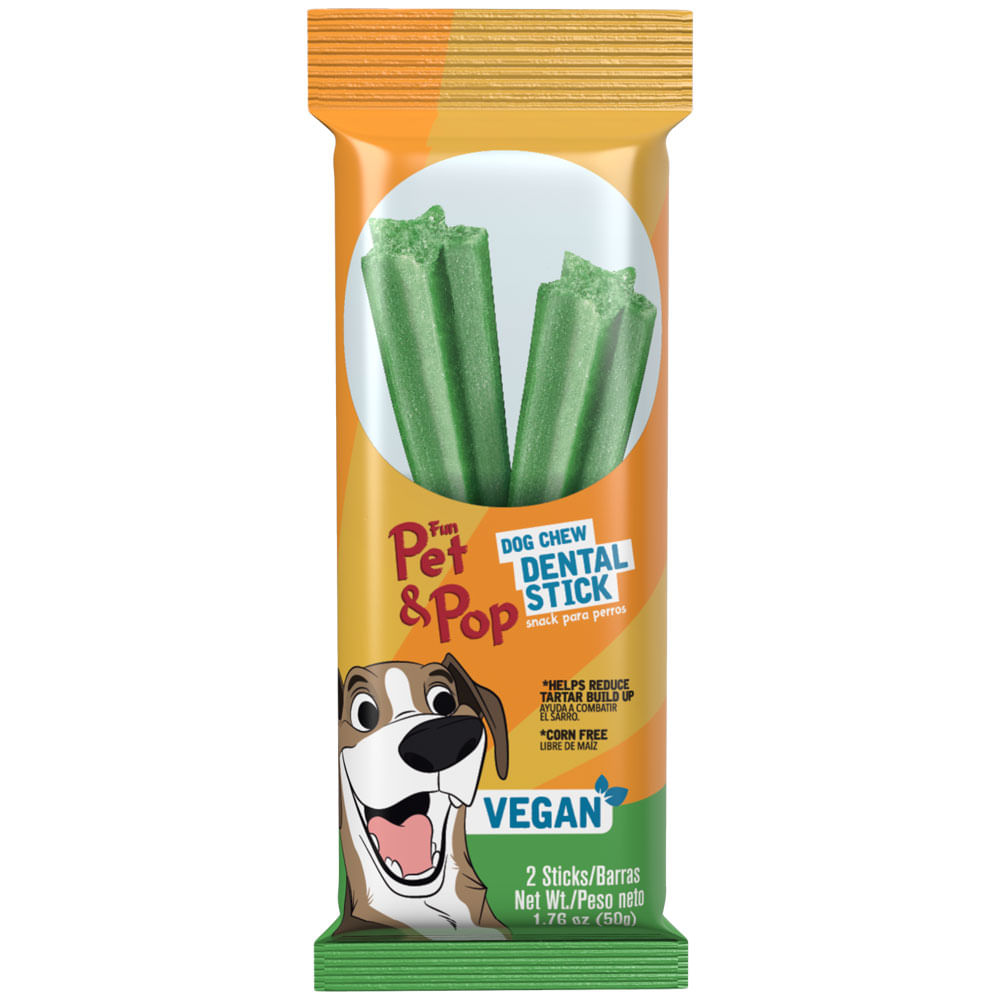 Fun
Pet
& Pop
DOG CHEW
DENTAL
STICK
snack para perros
*HELPS REDUCE
TARTAR BUILD UP
AYUDA A COMBATIR
EL SARRO.
*CORN FREE
LIBRE DE MAÍZ
VEGAN
2 Sticks/Barras
Net Wt./Peso neto
1.76 oz (50g)